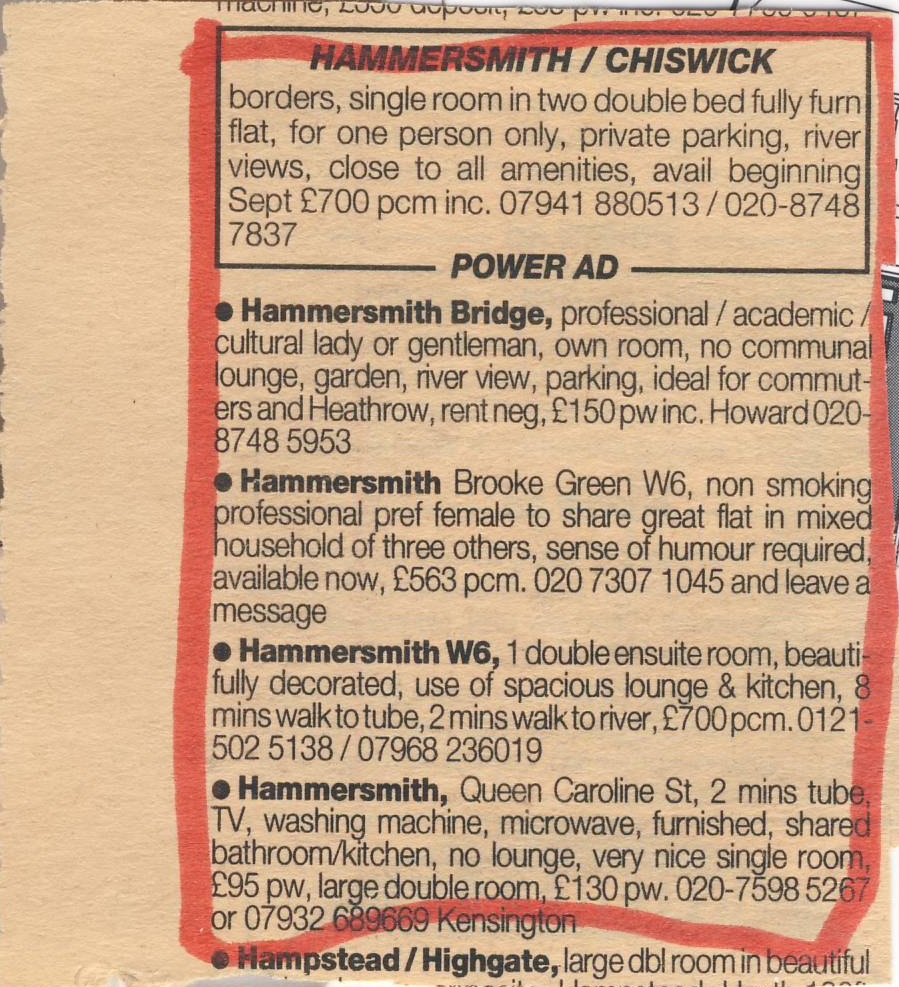 HAMMERSMITH / CHISWICK
borders, single room in two double bed fully furn
flat, for one person only, private parking, river
views, close to all amenities, avail beginning
Sept £700 pcm inc. 07941 880513 / 020-8748
7837
POWER AD
● Hammersmith Bridge, professional / academic /
cultural lady or gentleman, own room, no communal
lounge, garden, river view, parking, ideal for commut-
ers and Heathrow, rent neg, £150 pw inc. Howard 020-
8748 5953
● Hammersmith Brooke Green W6, non smoking
professional pref female to share great flat in mixed
household of three others, sense of humour required,
available now, £563 pcm. 020 7307 1045 and leave a
message
● Hammersmith W6, 1 double ensuite room, beauti-
fully decorated, use of spacious lounge & kitchen, 8
mins walk to tube, 2 mins walk to river, £700 pcm. 0121-
502 5138 / 07968 236019
● Hammersmith, Queen Caroline St, 2 mins tube,
TV, washing machine, microwave, furnished, shared
bathroom/kitchen, no lounge, very nice single room,
£95 pw, large double room, £130 pw. 020-7598 5267
or 07932 689669 Kensington
● Hampstead / Highgate, large dbl room in beautiful